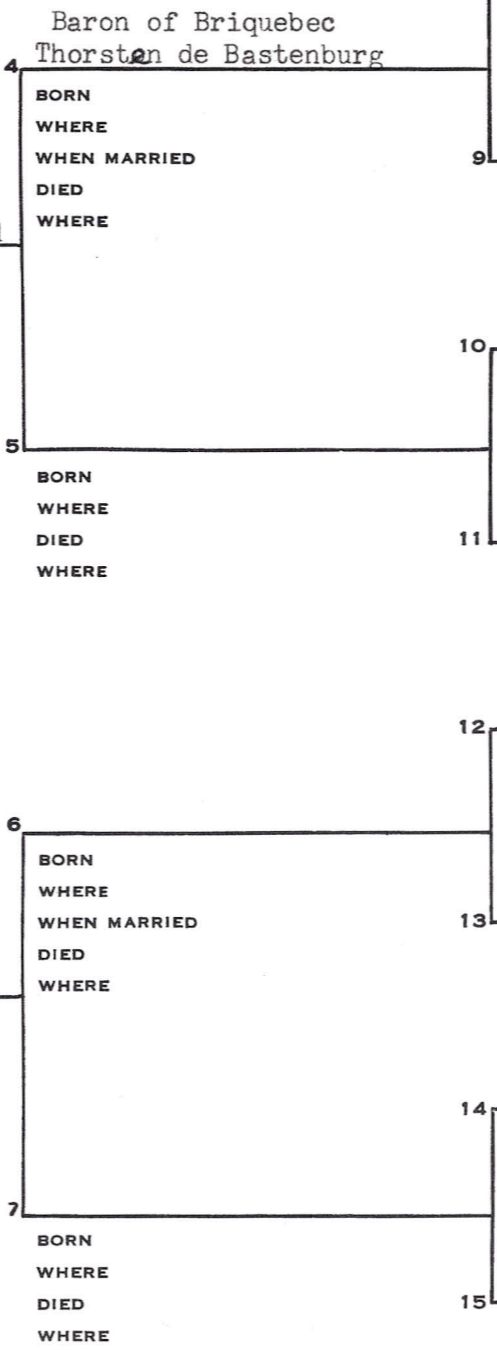 Baron of Briquebec
4 Thorsten de Bastenburg
BORN
WHERE
WHEN MARRIED
9
DIED
WHERE
10
5
BORN
WHERE
DIED
11
WHERE
12
6
BORN
WHERE
WHEN MARRIED
13
DIED
WHERE
14
7
BORN
WHERE
DIED
15
WHERE